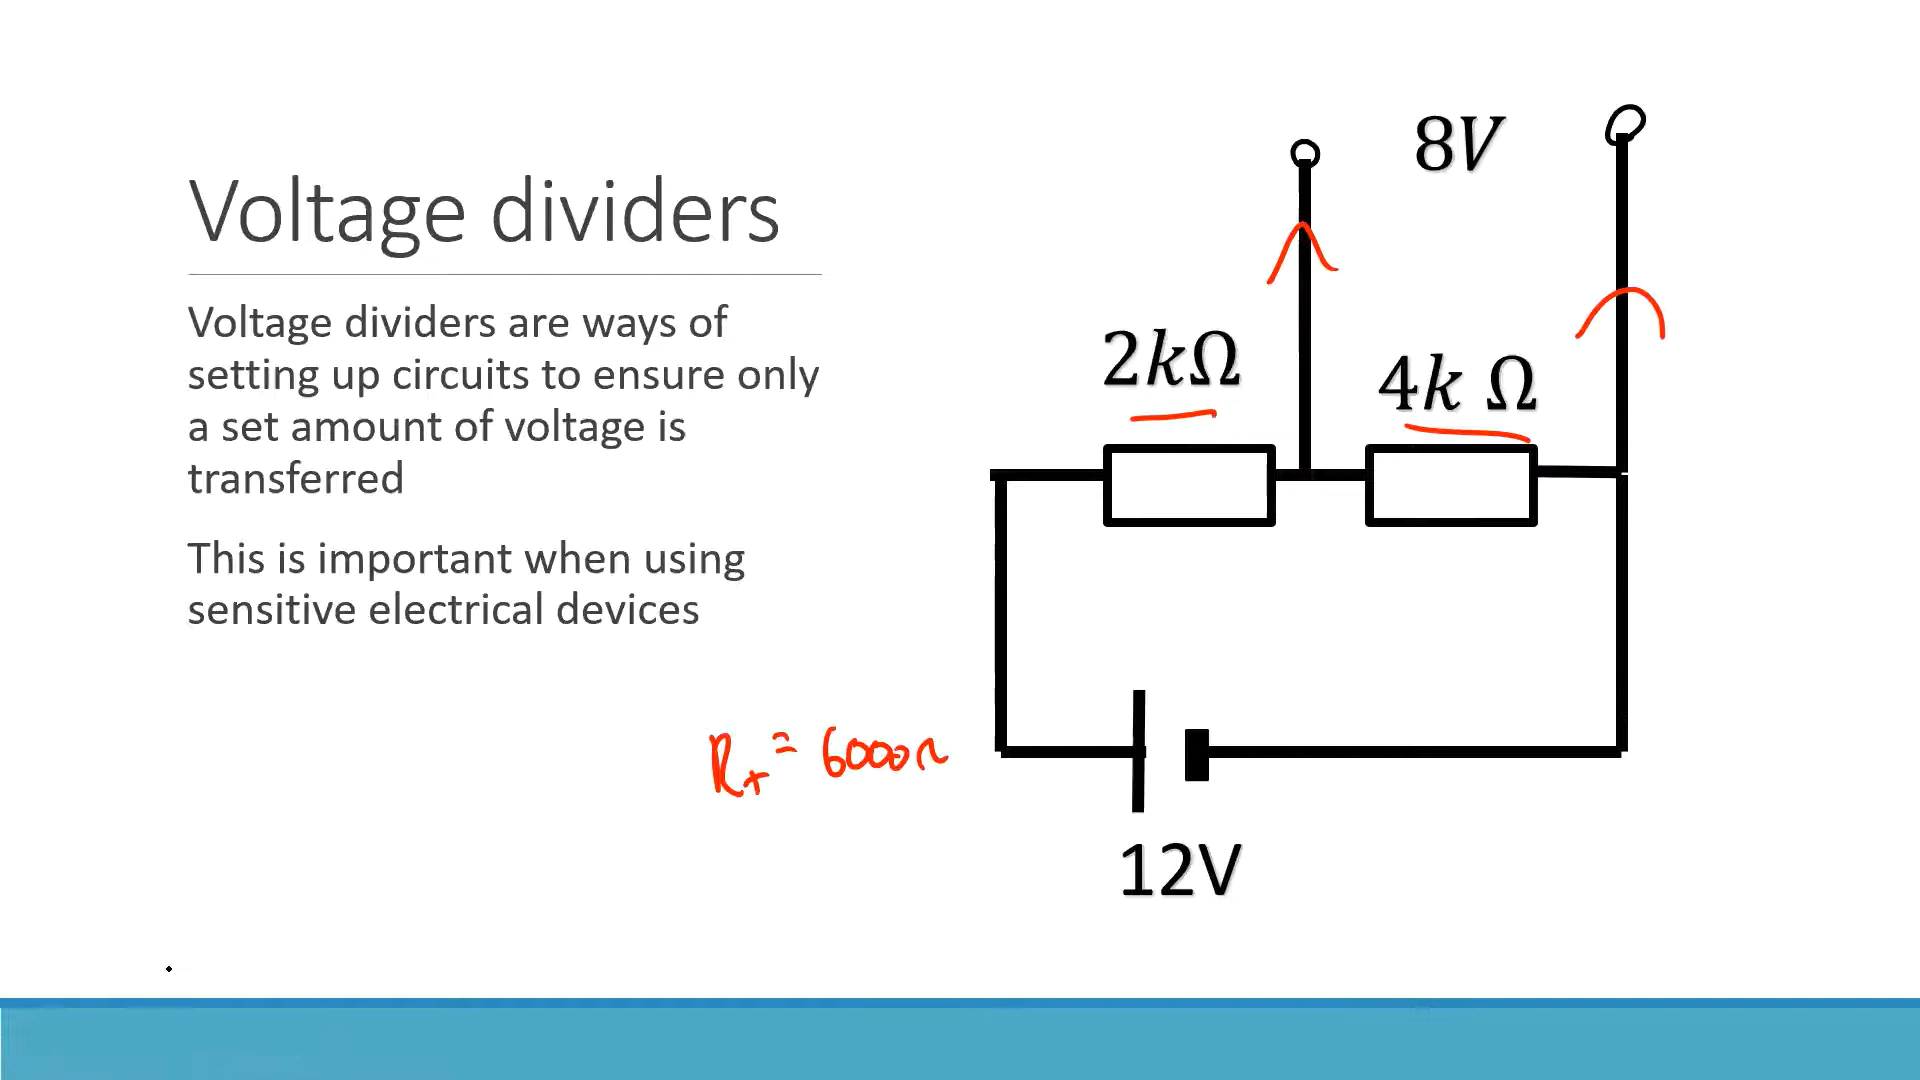 Voltage dividers
Voltage dividers are ways of
setting up circuits to ensure only
a set amount of voltage is
transferred
This is important when using
sensitive electrical devices
8V
2kΩ
4k Ω
R_T = 6000Ω
12V